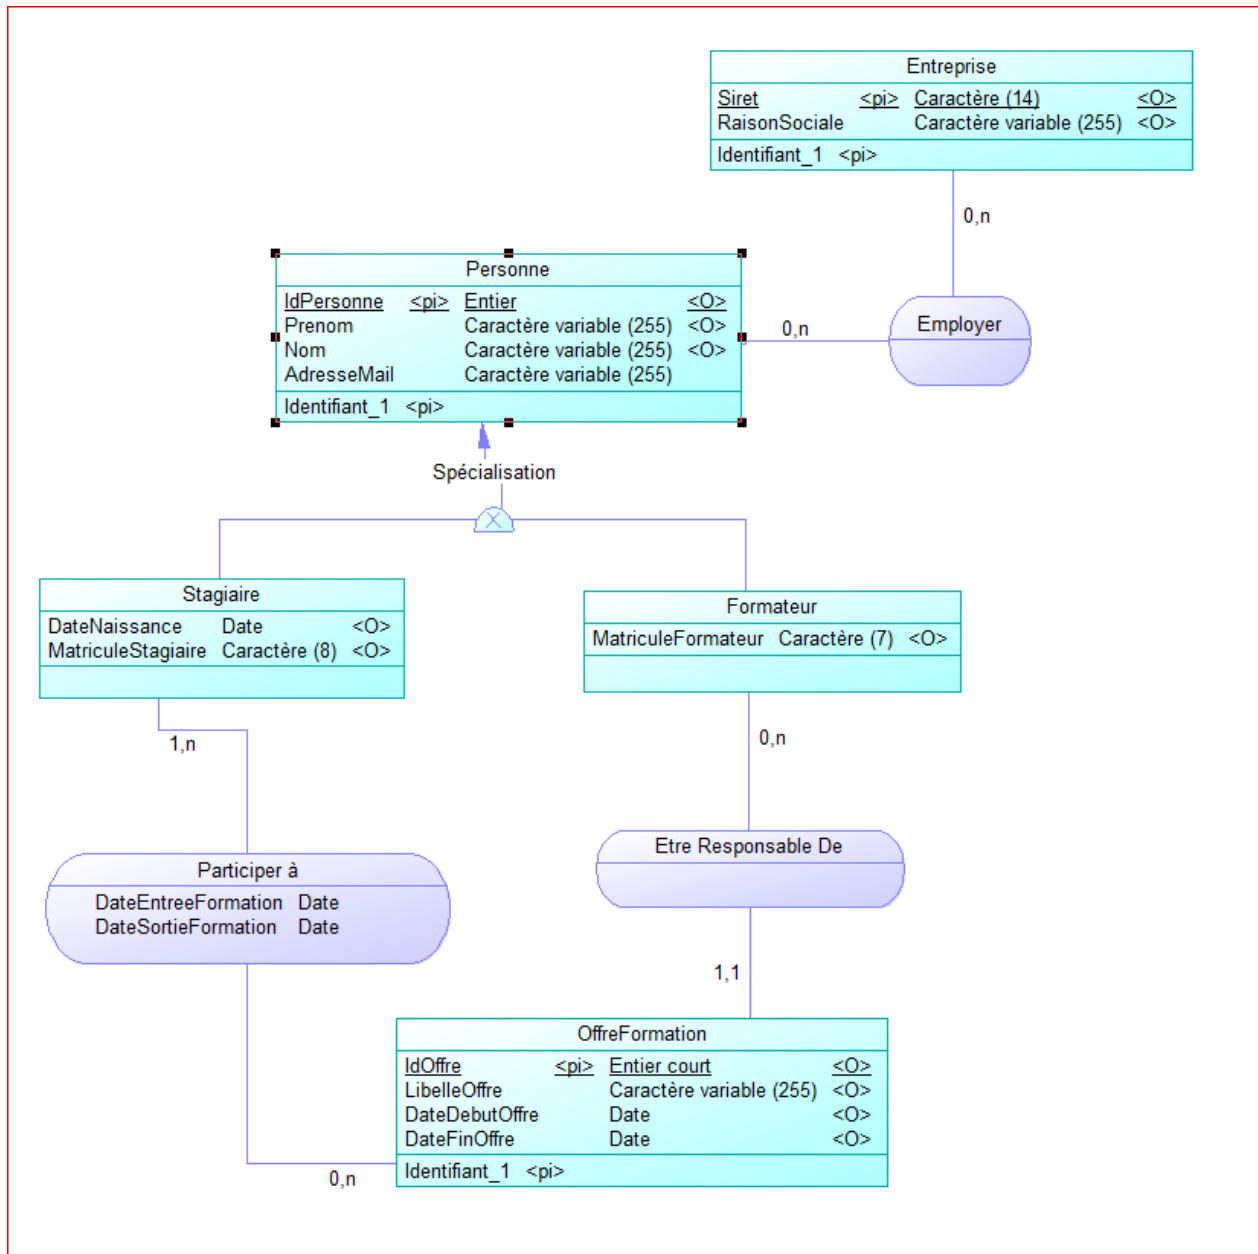 Entreprise
Siret <pi> Caractère (14) <O>
RaisonSociale Caractère variable (255) <O>
Identifiant_1 <pi>
0,n
Personne
IdPersonne <pi> Entier <O>
Prenom Caractère variable (255) <O>
Nom Caractère variable (255) <O>
AdresseMail Caractère variable (255)
Identifiant_1 <pi>
0,n
Employer
Spécialisation
Stagiaire
DateNaissance Date <O>
MatriculeStagiaire Caractère (8) <O>
Formateur
MatriculeFormateur Caractère (7) <O>
1,n
0,n
Participer à
DateEntreeFormation Date
DateSortieFormation Date
Etre Responsable De
1,1
OffreFormation
IdOffre <pi> Entier court <O>
LibelleOffre Caractère variable (255) <O>
DateDebutOffre Date <O>
DateFinOffre Date <O>
Identifiant_1 <pi>
0,n